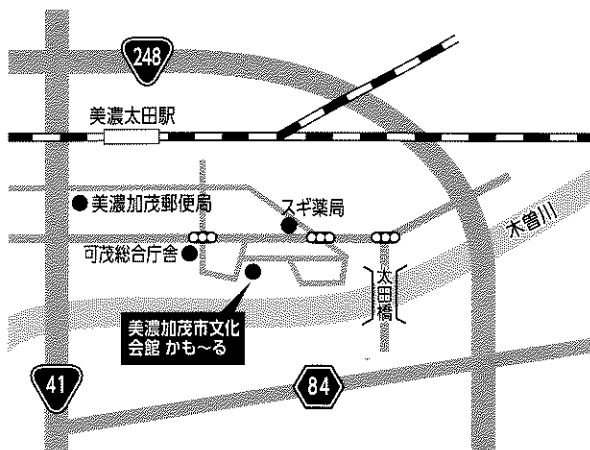 248
美濃太田駅
美濃加茂郵便局
スギ薬局
木曽川
可茂総合庁舎
太田橋
美濃加茂市文化
会館 かも〜る
41
84